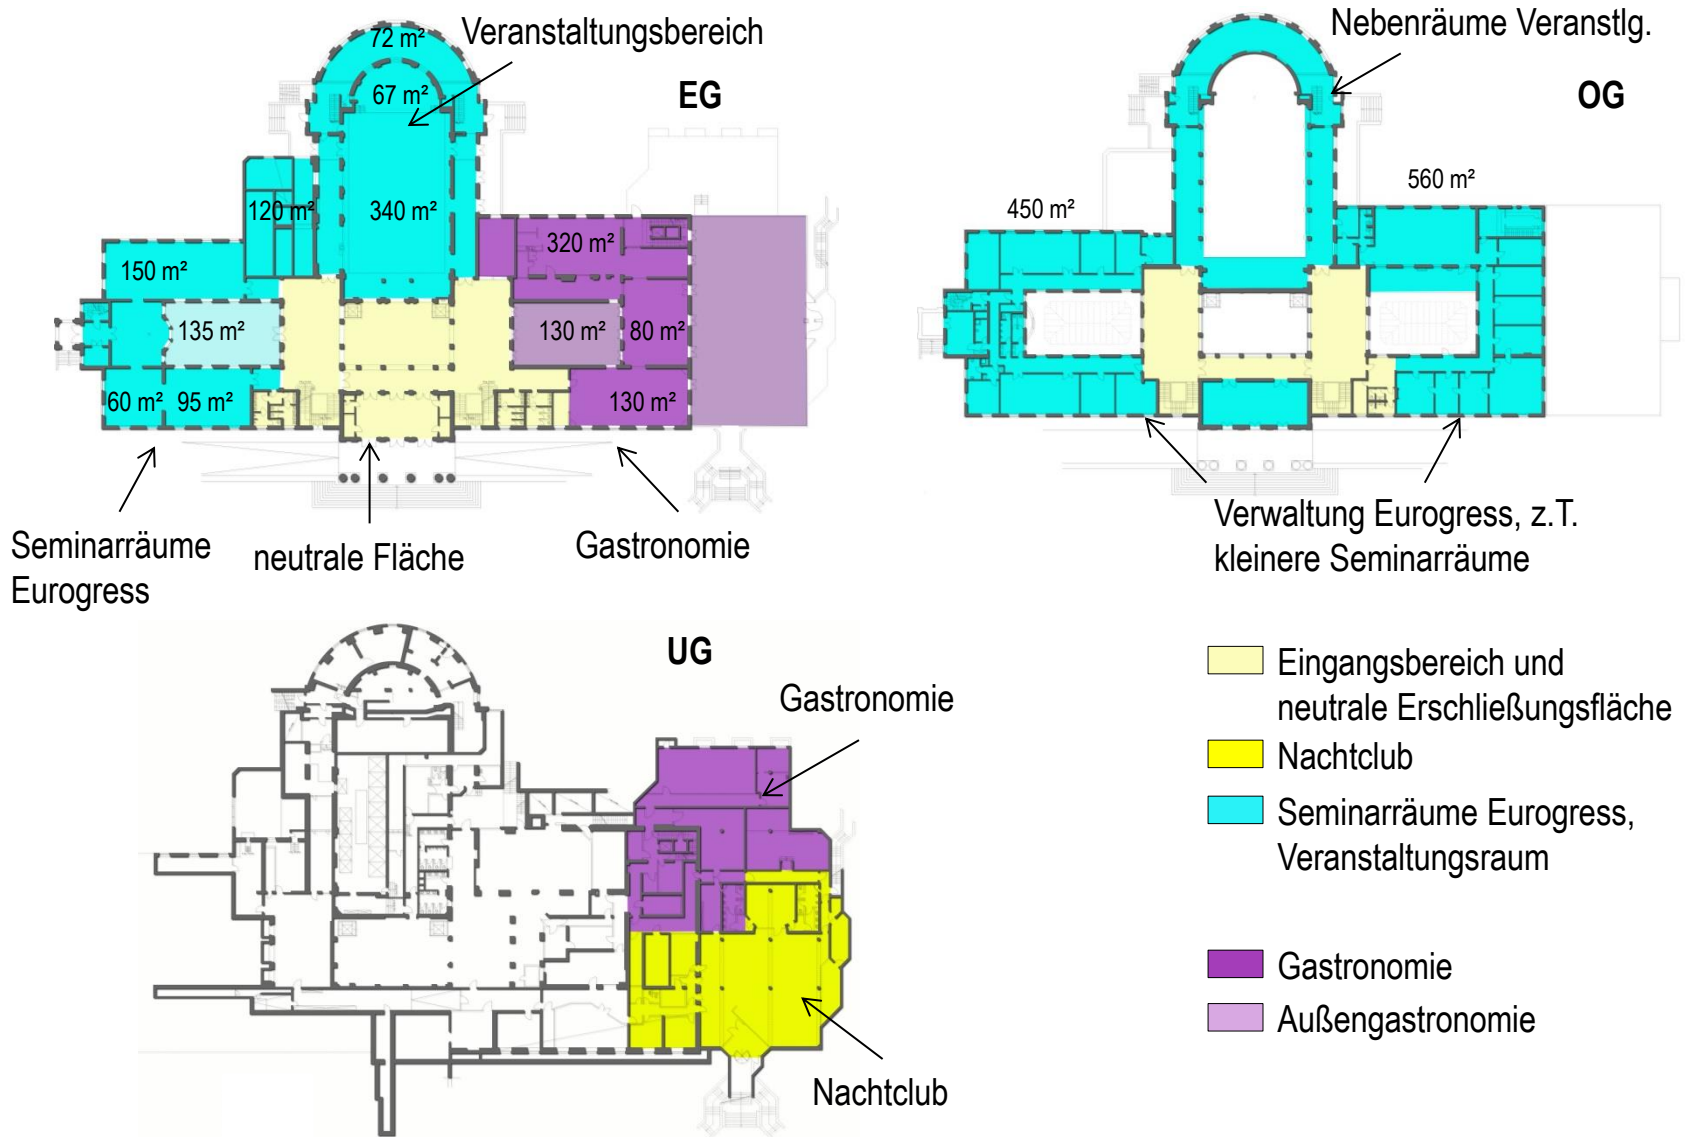 72 m²
Veranstaltungsbereich
67 m²
EG
120 m²
340 m²
320 m²
150 m²
135 m²
130 m²
80 m²
60 m²
95 m²
130 m²
Seminarräume
Eurogress
neutrale Fläche
Gastronomie
Nebenräume Veranstlg.
OG
560 m²
450 m²
Verwaltung Eurogress, z.T.
kleinere Seminarräume
UG
Gastronomie
Nachtclub
Eingangsbereich und
neutrale Erschließungsfläche
Nachtclub
Seminarräume Eurogress,
Veranstaltungsraum
Gastronomie
Außengastronomie